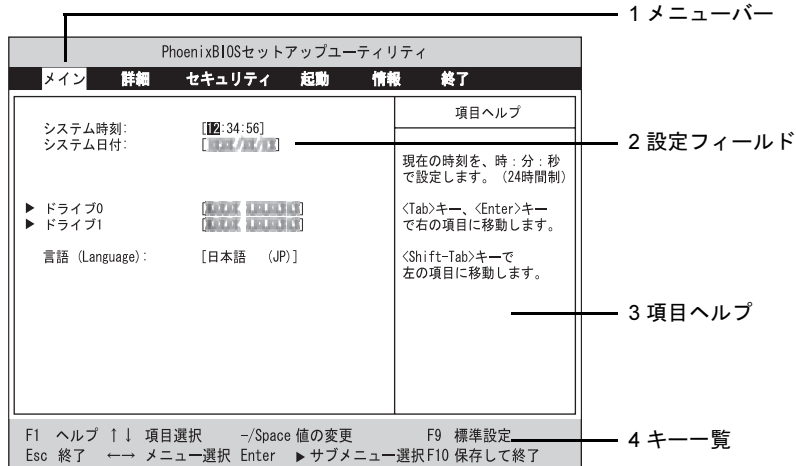 1 メニューバー
PhoenixBIOSセットアップユーティリティ
メイン 詳細 セキュリティ 起動 情報 終了
システム時刻: [12:34:56]
システム日付:
2 設定フィールド
▶ ドライブ0
▶ ドライブ1
言語 (Language): [日本語 (JP)]
項目ヘルプ
現在の時刻を、時:分:秒
で設定します。(24時間制)
<Tab>キー、<Enter>キー
で右の項目に移動します。
<Shift-Tab>キーで
左の項目に移動します。
3 項目ヘルプ
F1 ヘルプ ↑↓ 項目選択 -/Space 値の変更 F9 標準設定
Esc 終了 ←→ メニュー選択 Enter ▶サブメニュー選択 F10 保存して終了
4 キー一覧